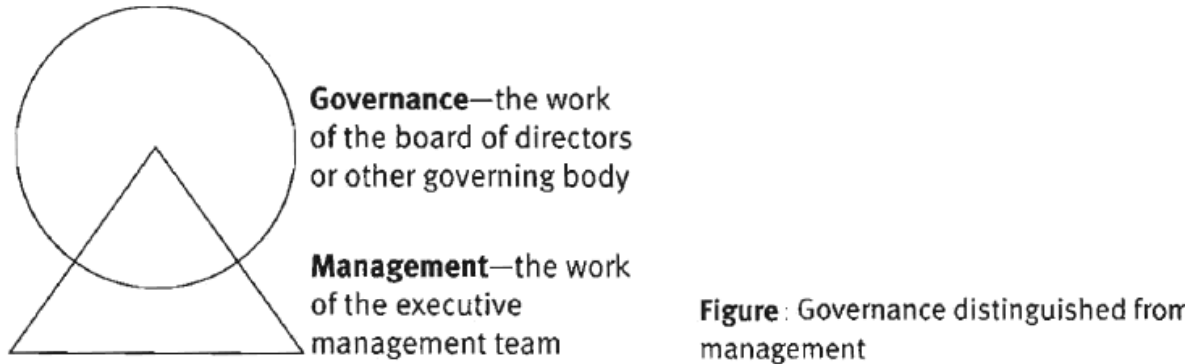 Governance—the work
of the board of directors
or other governing body
Management—the work
of the executive
management team
Figure: Governance distinguished from
management